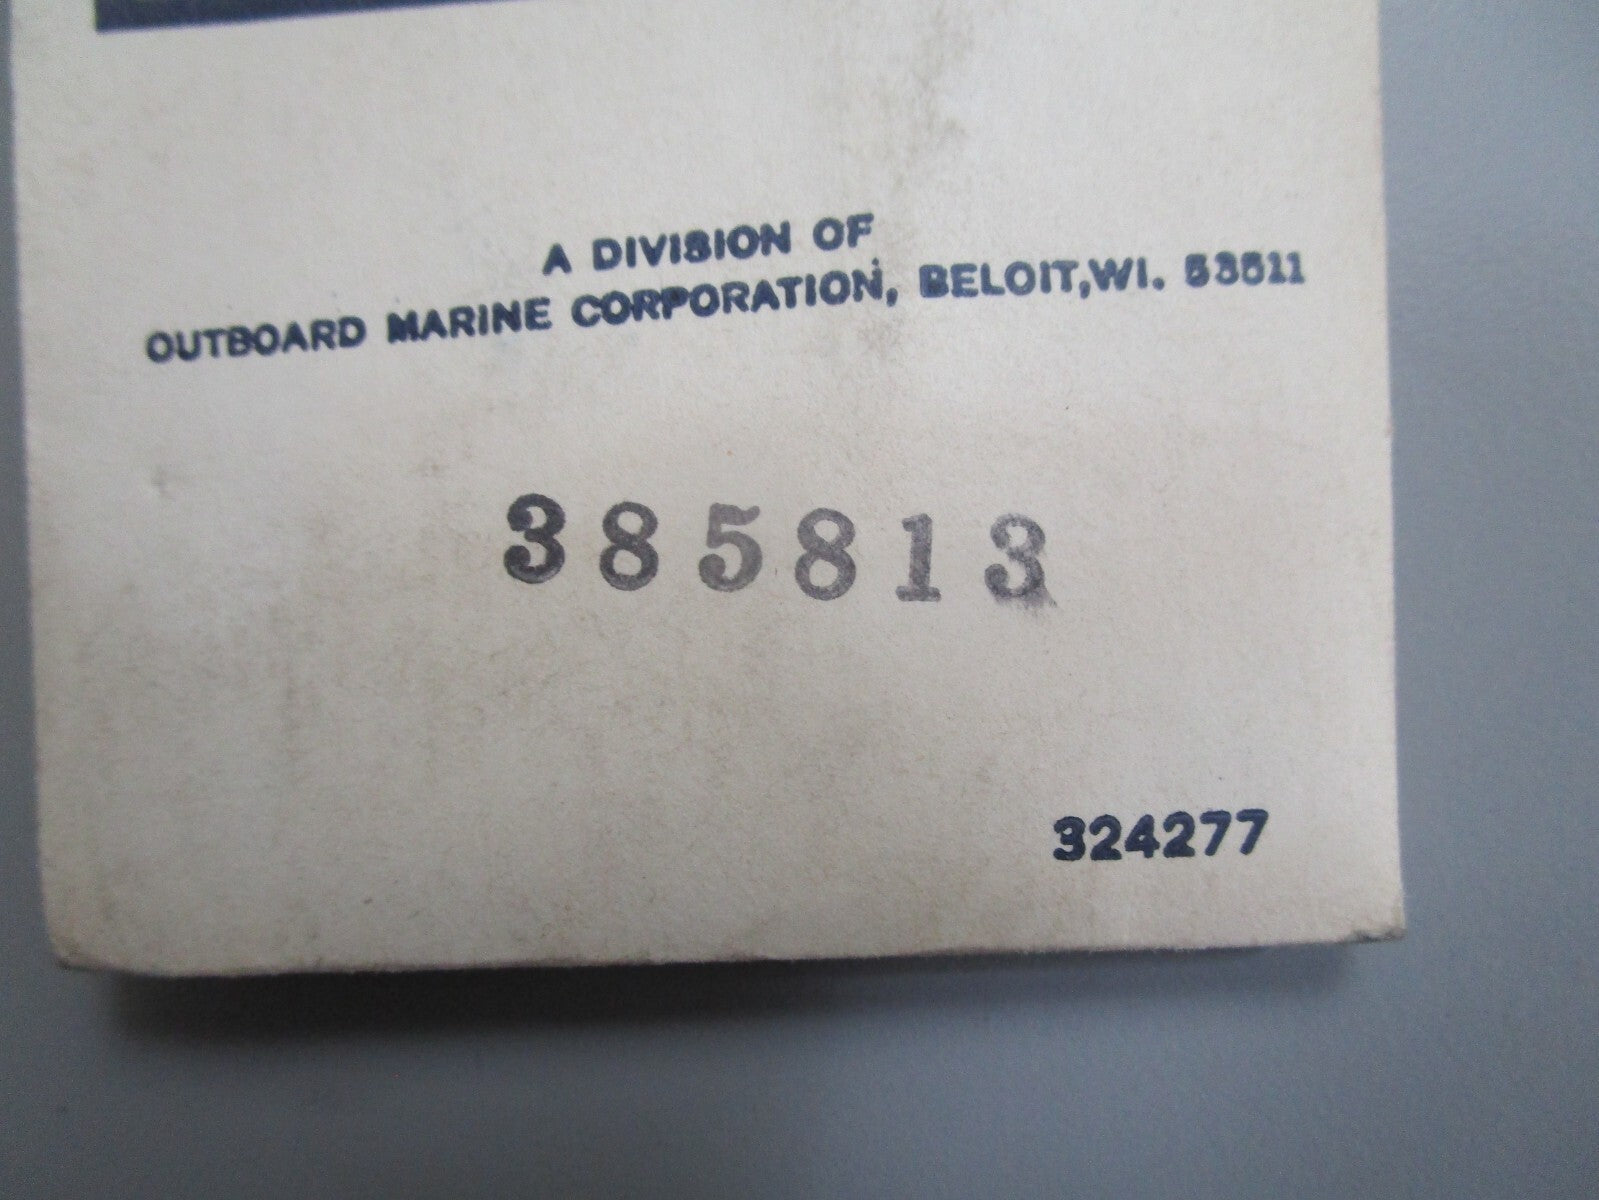 A DIVISION OF
OUTBOARD MARINE CORPORATION, BELOIT,WI. 53511
385813
324277